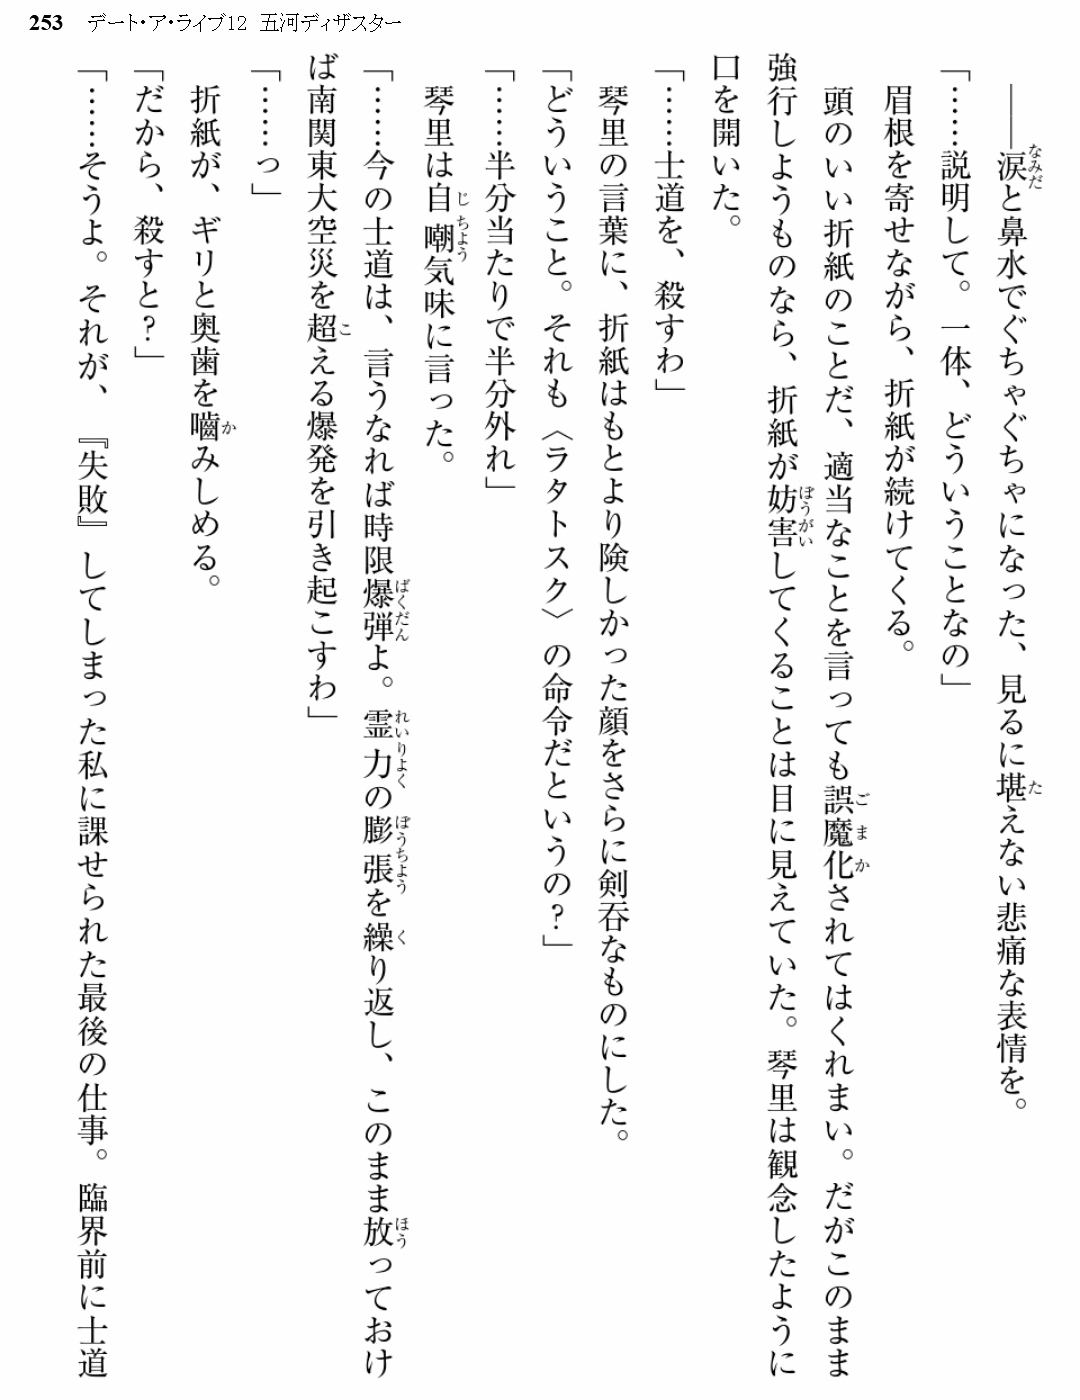 253 デート・ア・ライブ12 五河ディザスター
――涙と鼻水でぐちゃぐちゃになった、見るに堪えない悲痛な表情を。
「……説明して。一体、どういうことなの」
眉根を寄せながら、折紙が続けてくる。
頭のいい折紙のことだ、適当なことを言っても誤魔化されてはくれまい。だがこのまま
強行しようものなら、折紙が妨害してくることは目に見えていた。琴里は観念したように
口を開いた。
「……士道を、殺すわ」
琴里の言葉に、折紙はもとより険しかった顔をさらに剣呑なものにした。
「どういうこと。それも〈ラタトスク〉の命令だというの？」
「……半分当たりで半分外れ」
琴里は自嘲気味に言った。
「……今の士道は、言うなれば時限爆弾よ。霊力の膨張を繰り返し、このまま放っておけ
ば南関東大空災を超える爆発を引き起こすわ」
「……っ」
折紙が、ギリと奥歯を嚙みしめる。
「だから、殺すと？」
「……そうよ。それが、『失敗』してしまった私に課せられた最後の仕事。臨界前に士道